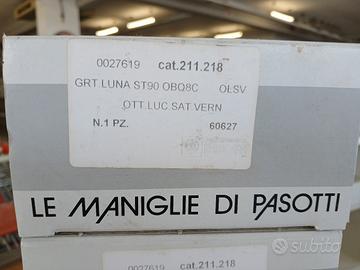 0027619 cat.211.218
GRT LUNA ST90 OBQ8C OLSV
OTT.LUC SAT.VERN
N.1 PZ. 60627
LE MANIGLIE DI PASOTTI
0027619 cat.211.218
subito